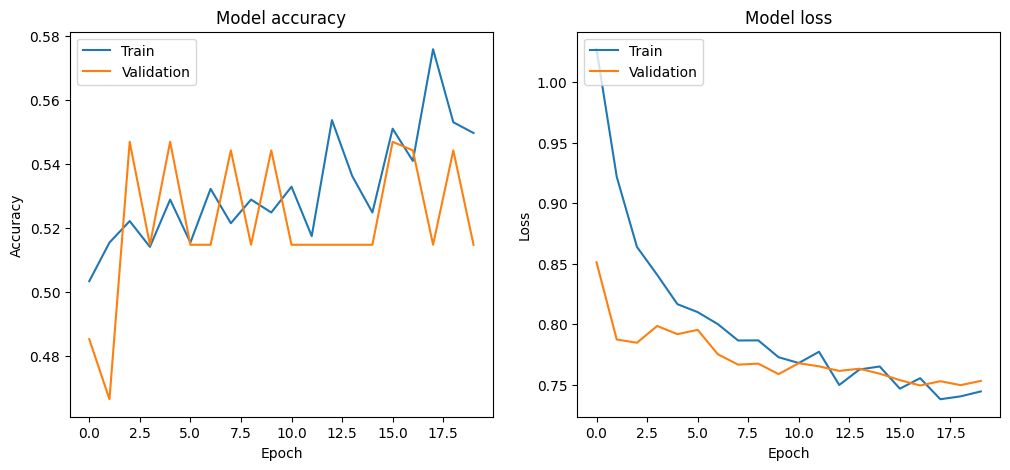 Model accuracy
Train
Validation
0.58
0.56
0.54
0.52
0.50
0.48
Accuracy
0.0 2.5 5.0 7.5 10.0 12.5 15.0 17.5
Epoch
Model loss
Train
Validation
1.00
0.95
0.90
0.85
0.80
0.75
Loss
0.0 2.5 5.0 7.5 10.0 12.5 15.0 17.5
Epoch